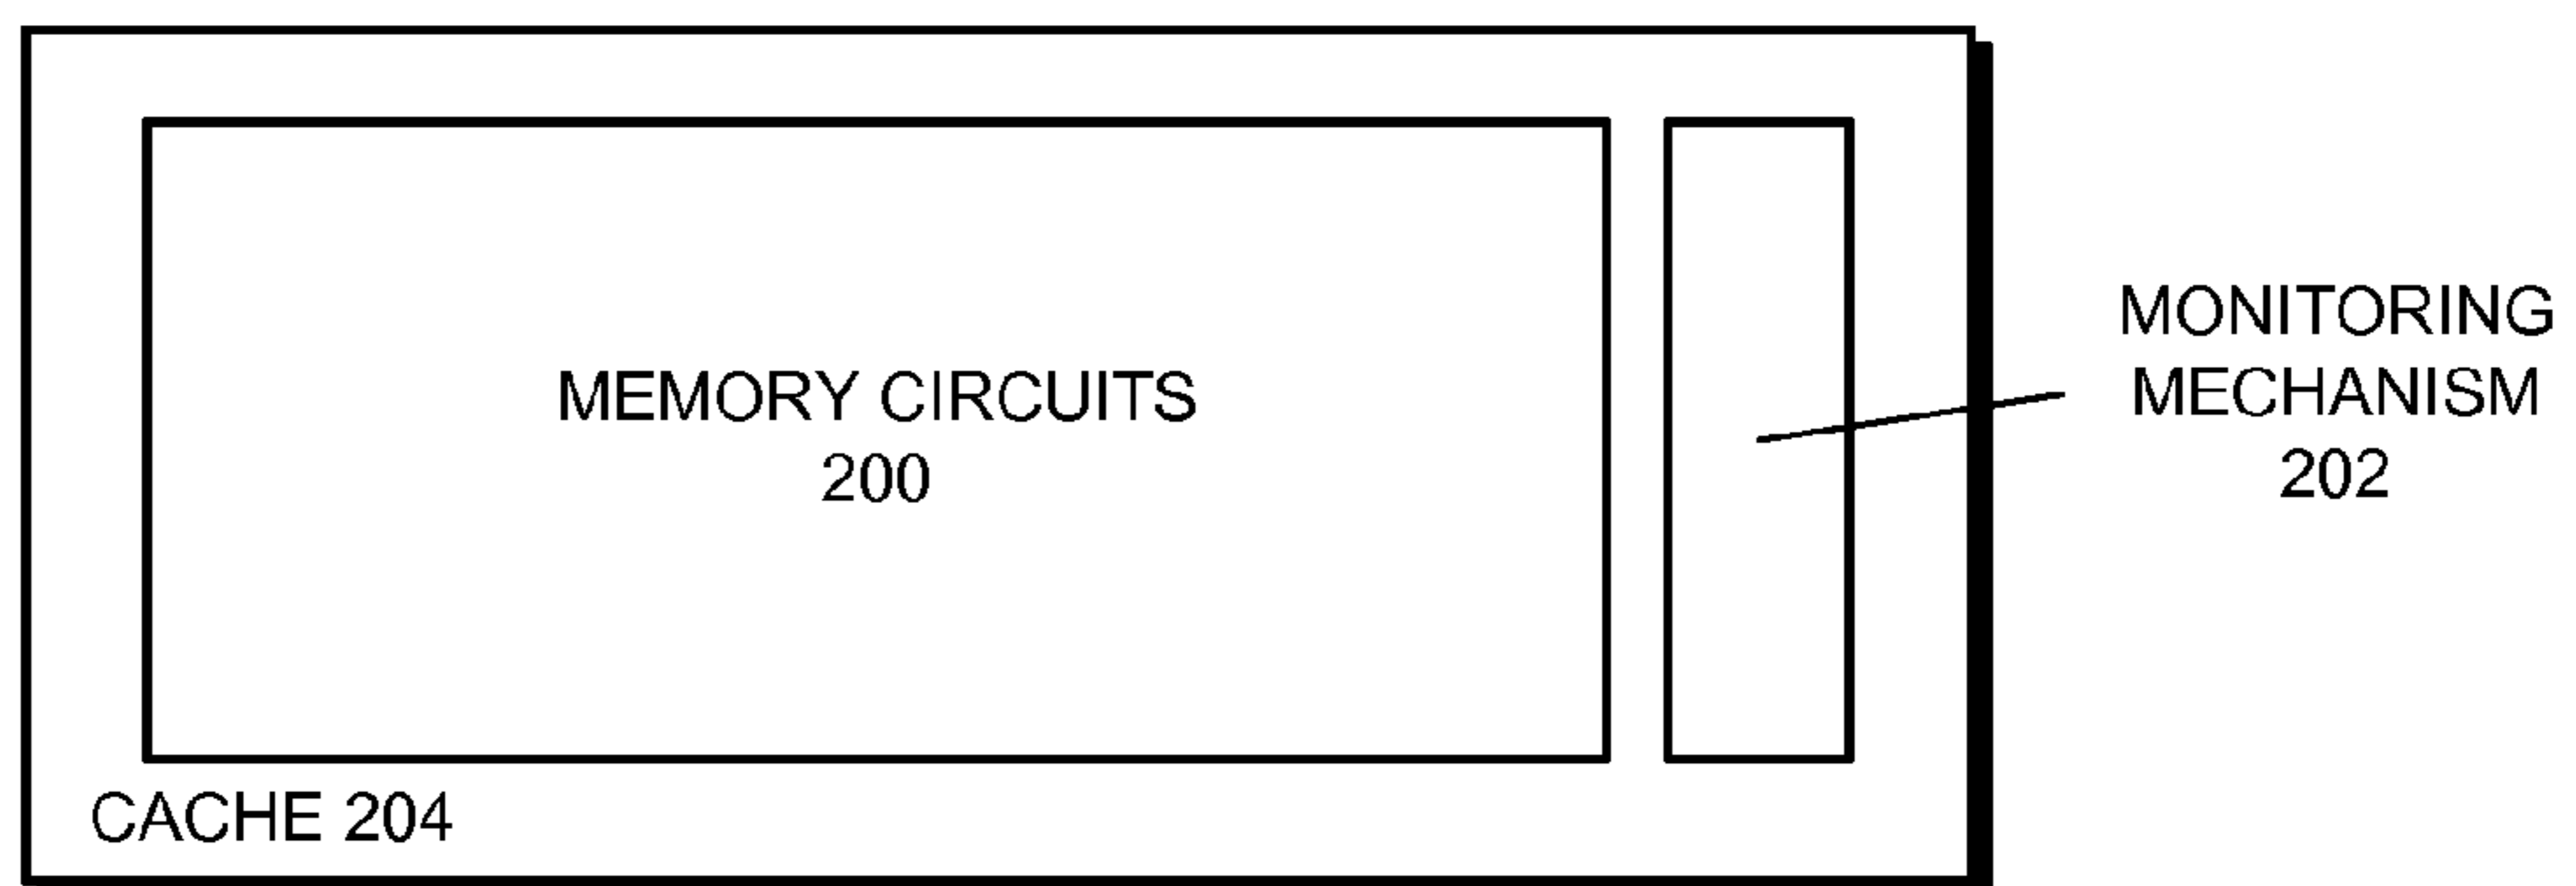 MEMORY CIRCUITS
200
MONITORING
MECHANISM
202
CACHE 204